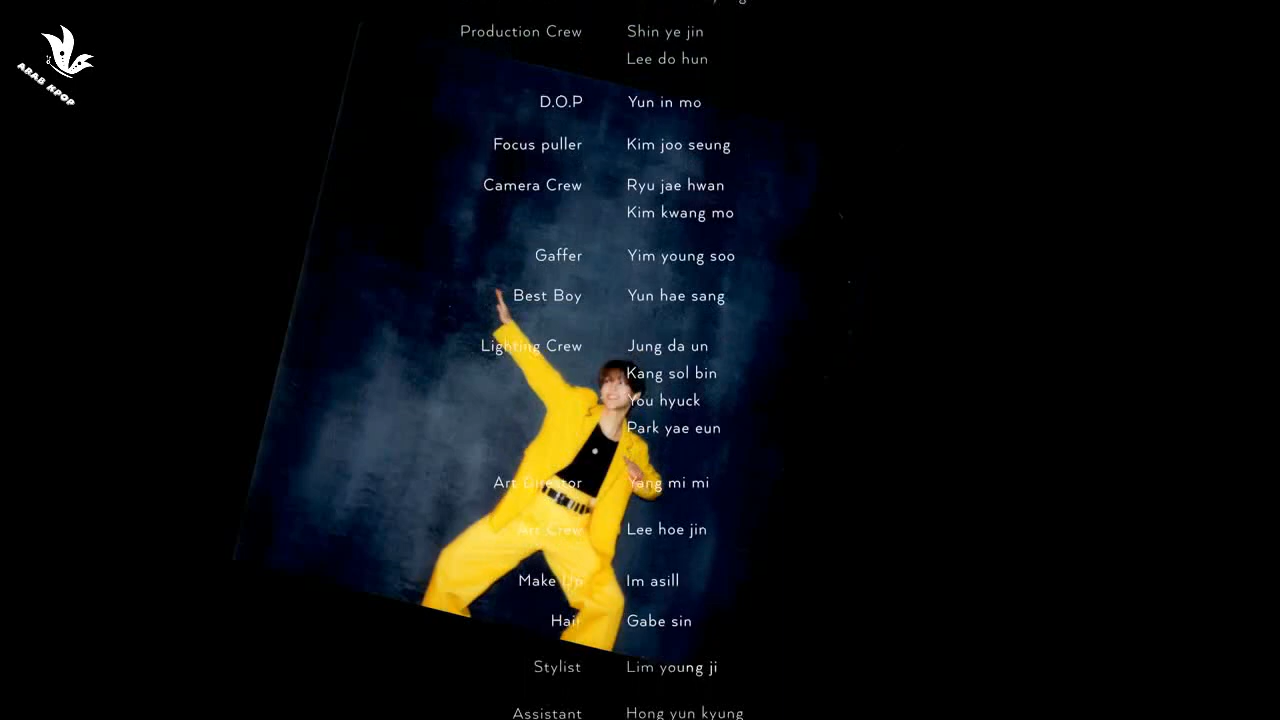 ARAB KPOP
Production Crew Shin ye jin
Lee do hun
D.O.P Yun in mo
Focus puller Kim joo seung
Camera Crew Ryu jae hwan
Kim kwang mo
Gaffer Yim young soo
Best Boy Yun hae sang
Lighting Crew Jung da un
Kang sol bin
You hyuck
Park yae eun
Art Director Yang mi mi
Art Crew Lee hoe jin
Make Up Im asill
Hair Gabe sin
Stylist Lim young ji
Assistant Hong yun kyung